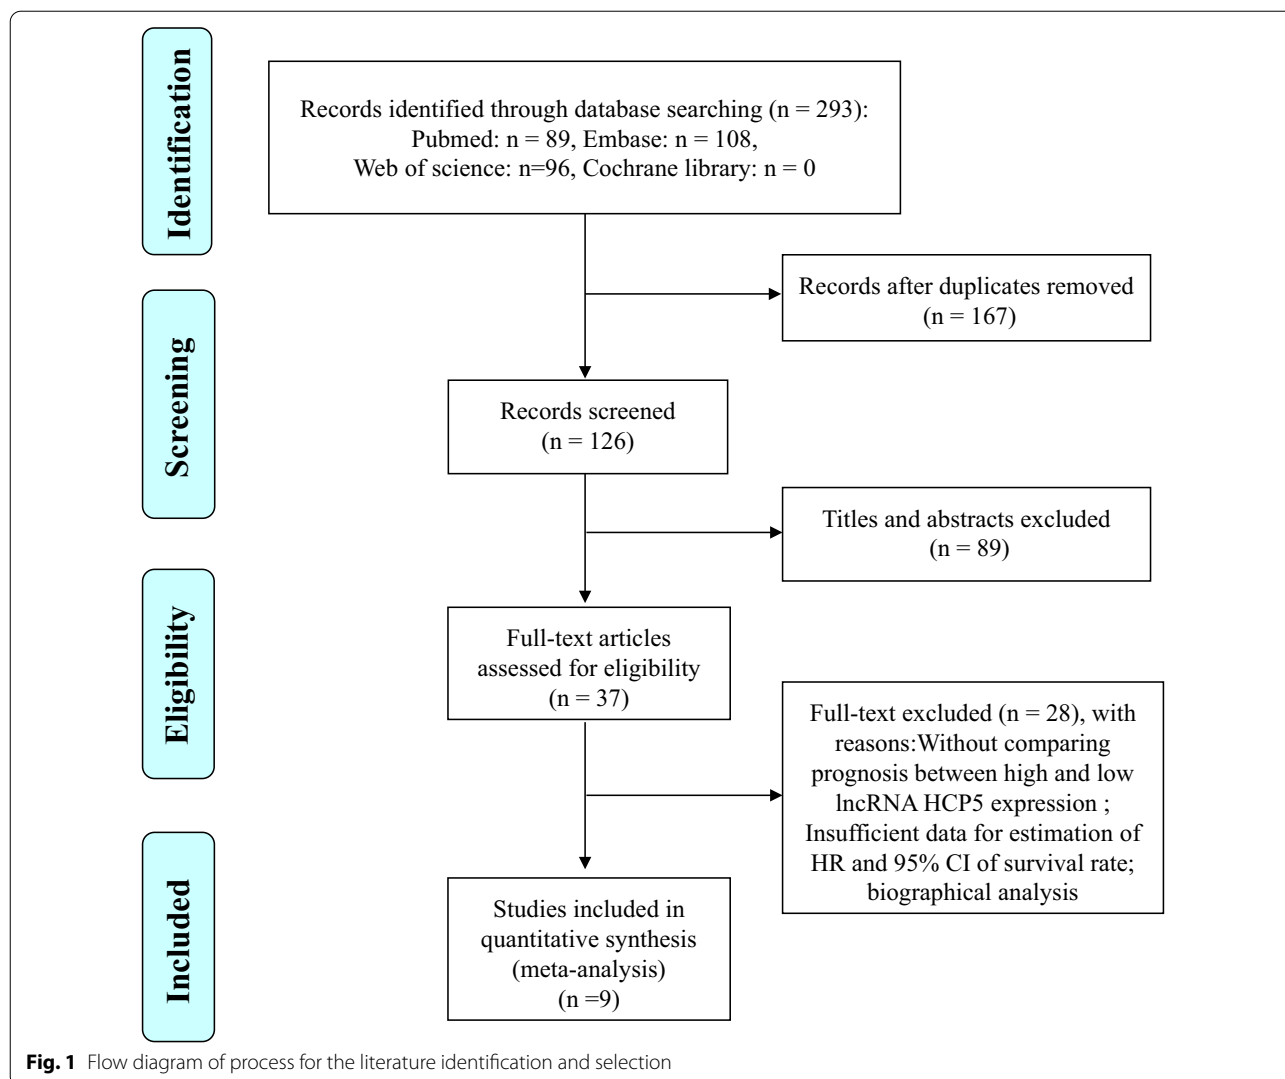 Identification
Records identified through database searching (n = 293):
Pubmed: n = 89, Embase: n = 108,
Web of science: n=96, Cochrane library: n = 0
Records after duplicates removed
(n = 167)
Screening
Records screened
(n = 126)
Titles and abstracts excluded
(n = 89)
Eligibility
Full-text articles
assessed for eligibility
(n = 37)
Full-text excluded (n = 28), with
reasons:Without comparing
prognosis between high and low
lncRNA HCP5 expression ;
Insufficient data for estimation of
HR and 95% CI of survival rate;
biographical analysis
Included
Studies included in
quantitative synthesis
(meta-analysis)
(n =9)
Fig. 1 Flow diagram of process for the literature identification and selection